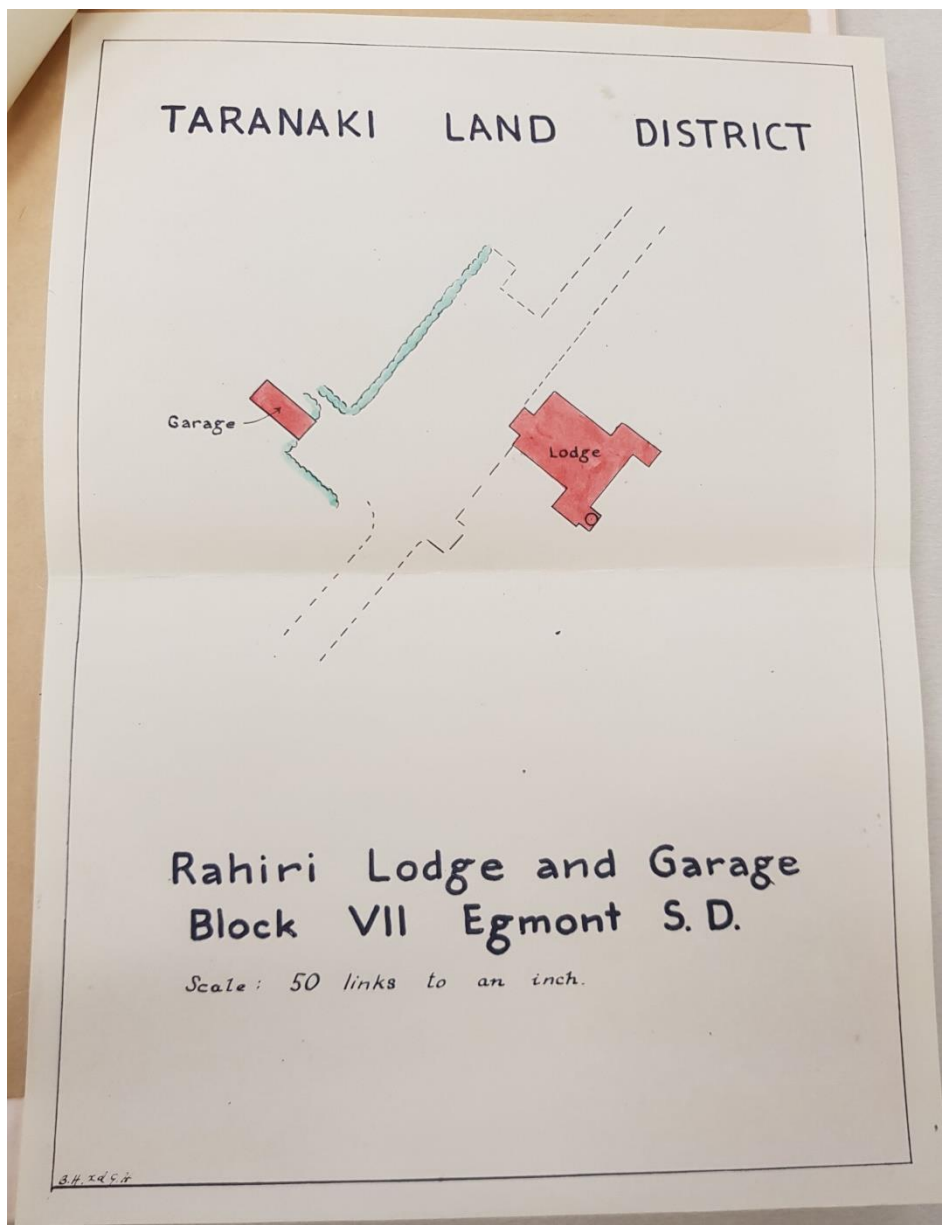 TARANAKI LAND DISTRICT
Garage
Lodge
Rahiri Lodge and Garage
Block VII Egmont S.D.
Scale: 50 links to an inch.
B.H.